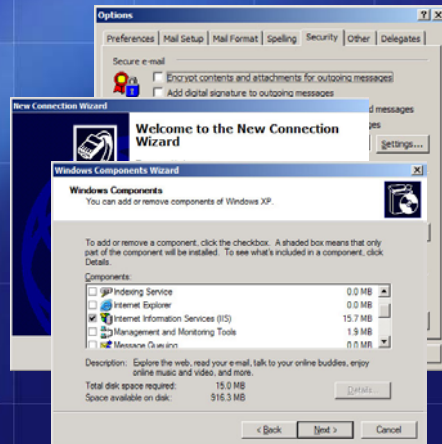 Options
Preferences Mail Setup Mail Format Spelling Security Other Delegates
Secure e-mail
Encrypt contents and attachments for outgoing messages
Add digital signature to outgoing messages
d messages
Settings...
New Connection Wizard
Welcome to the New Connection
Wizard
Windows Components Wizard
Windows Components
You can add or remove components of Windows XP.
To add or remove a component, click the checkbox. A shaded box means that only
part of the component will be installed. To see what's included in a component, click
Details.
Components:
Indexing Service 0.0 MB
Internet Explorer 0.0 MB
Internet Information Services (IIS) 15.7 MB
Management and Monitoring Tools 1.9 MB
Message Queuing 0.0 MB
Description: Explore the web, read your e-mail, talk to your online buddies, enjoy
online music and video, and more.
Total disk space required: 15.0 MB
Space available on disk: 916.3 MB
Details...
< Back Next > Cancel